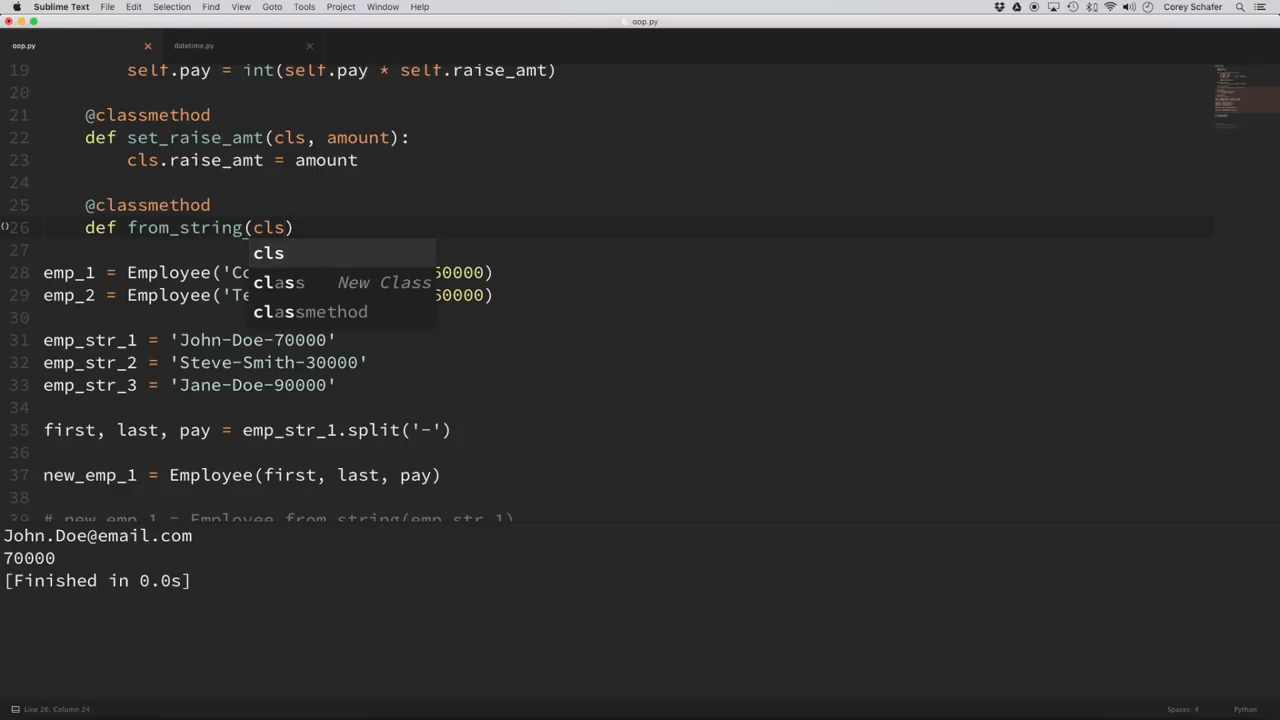 Sublime Text File Edit Selection Find View Goto Tools Project Window Help Corey Schafer
oop.py
oop.py datetime.py
19 self.pay = int(self.pay * self.raise_amt)
20
21 @classmethod
22 def set_raise_amt(cls, amount):
23 cls.raise_amt = amount
24
25 @classmethod
26 def from_string(cls)
27 cls
28 emp_1 = Employee('Co 50000)
class New Class
29 emp_2 = Employee('Te 60000)
classmethod
30
31 emp_str_1 = 'John-Doe-70000'
32 emp_str_2 = 'Steve-Smith-30000'
33 emp_str_3 = 'Jane-Doe-90000'
34
35 first, last, pay = emp_str_1.split('-')
36
37 new_emp_1 = Employee(first, last, pay)
38
39 # new_emp_1 = Employee.from_string(emp_str_1)
John.Doe@email.com
70000
[Finished in 0.0s]
Line 26, Column 24 Spaces: 4 Python